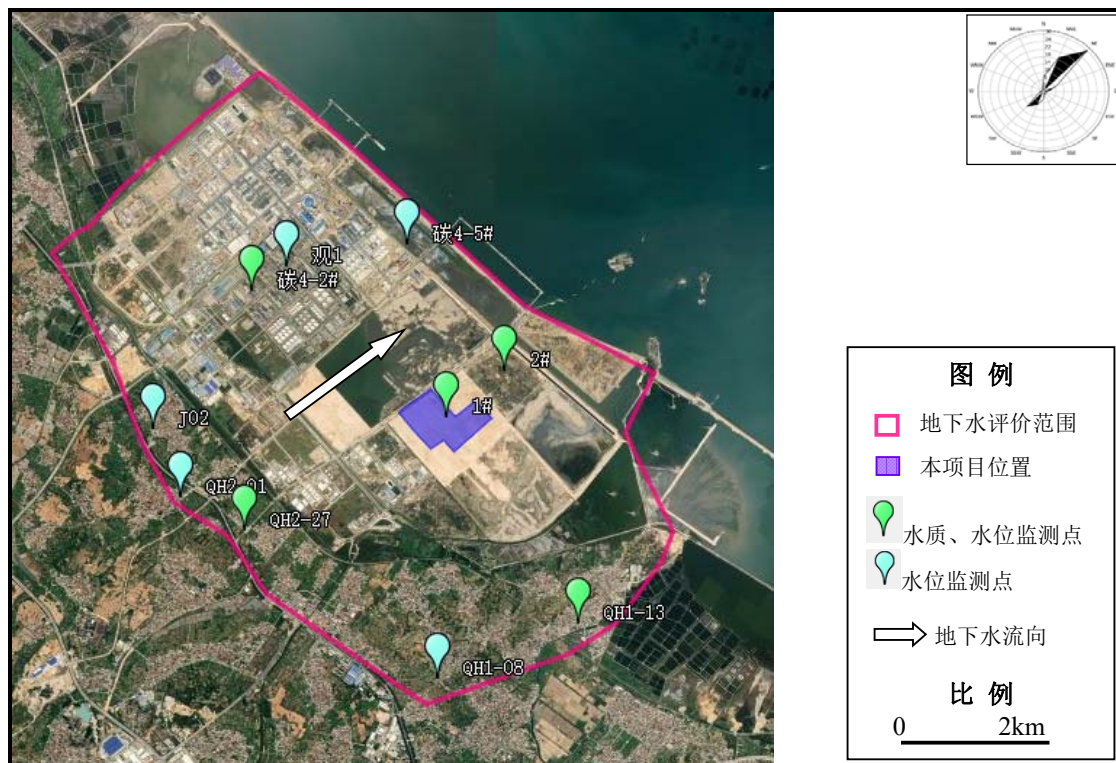 N
碳4-5#
观1
碳4-2#
2#
1#
J02
QH2-01
QH2-27
QH1-13
QH1-08
图 例
地下水评价范围
本项目位置
水质、水位监测点
水位监测点
地下水流向
比 例
0 2km